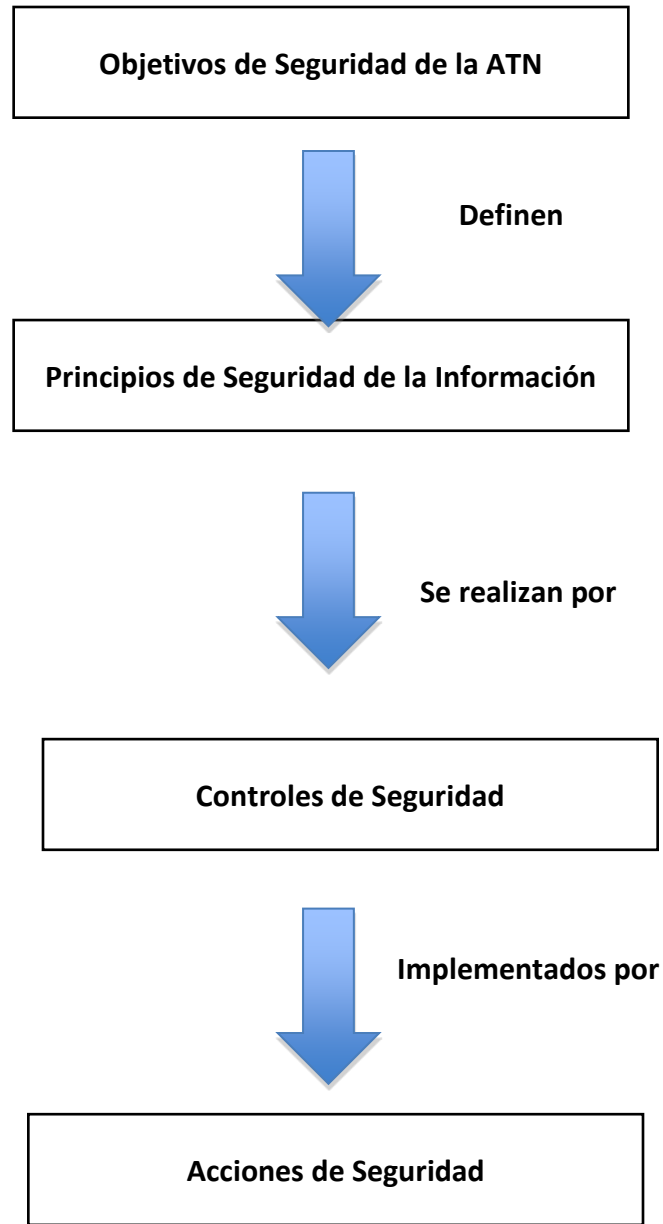 Objetivos de Seguridad de la ATN
Definen
Principios de Seguridad de la Información
Se realizan por
Controles de Seguridad
Implementados por
Acciones de Seguridad